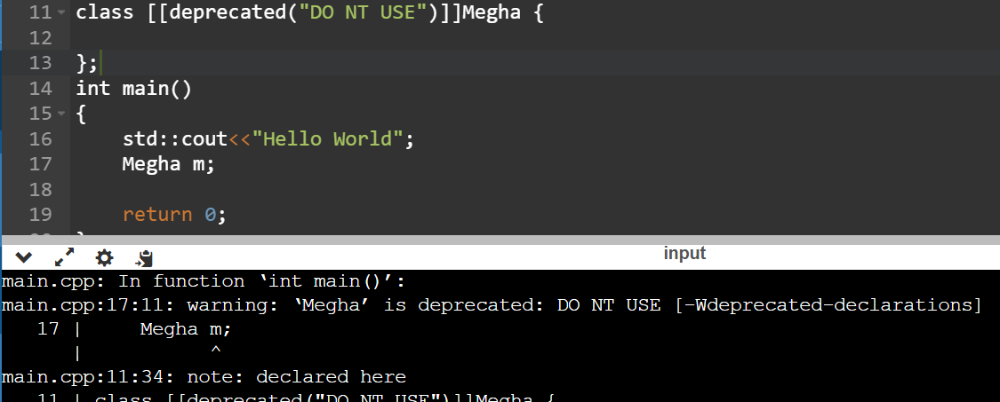 11 class [[deprecated("DO NT USE")]]Megha {
12
13 };
14 int main()
15 {
16     std::cout<<"Hello World";
17     Megha m;
18
19     return 0;
input
main.cpp: In function ‘int main()’:
main.cpp:17:11: warning: ‘Megha’ is deprecated: DO NT USE [-Wdeprecated-declarations]
   17 |     Megha m;
      |           ^
main.cpp:11:34: note: declared here
   11 | class [[deprecated("DO NT USE")]]Megha {